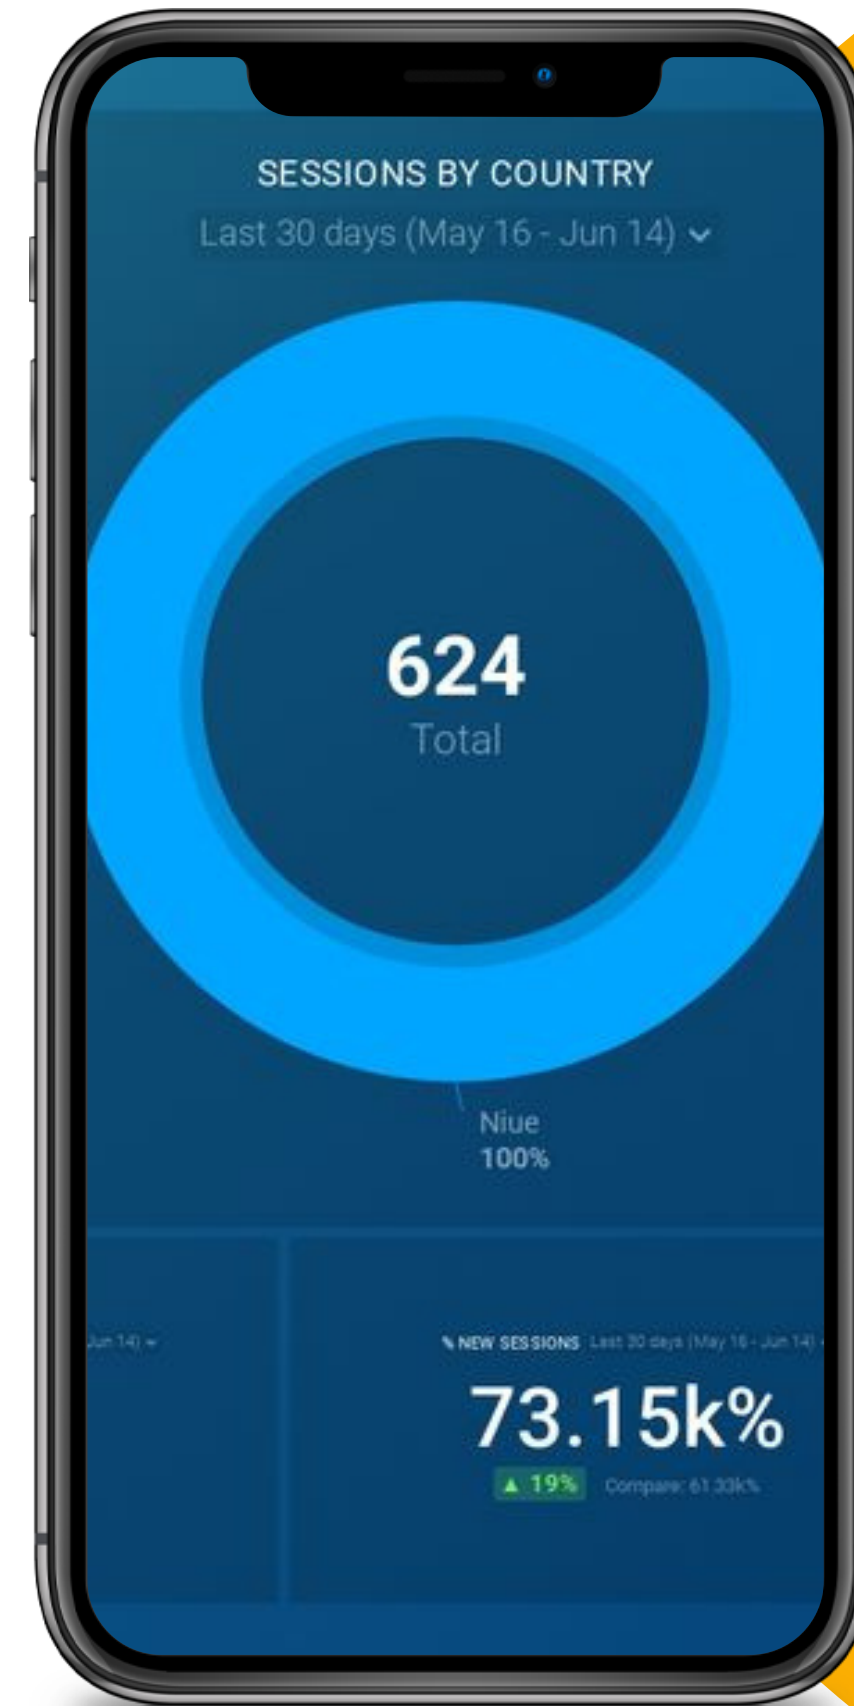 SESSIONS BY COUNTRY
Last 30 days (May 16 - Jun 14)
624
Total
Niue
100%
Jun 14)
% NEW SESSIONS Last 30 days (May 16 - Jun 14)
73.15k%
▲ 19% Compare: 61.33k%